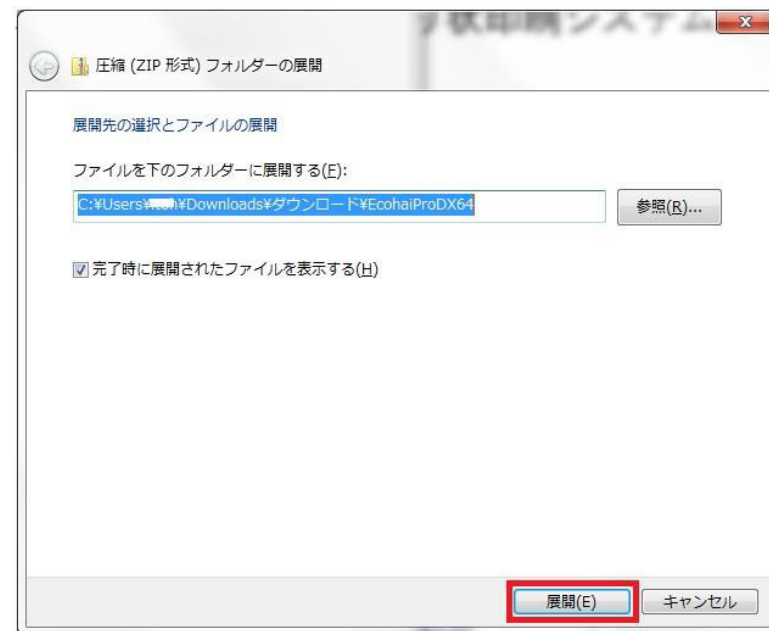 圧縮 (ZIP 形式) フォルダーの展開
展開先の選択とファイルの展開
ファイルを下のフォルダーに展開する(F):
C:¥Users¥ ¥Downloads¥ダウンロード¥EcohaiProDX64
参照(R)...
完了時に展開されたファイルを表示する(H)
展開(E)
キャンセル